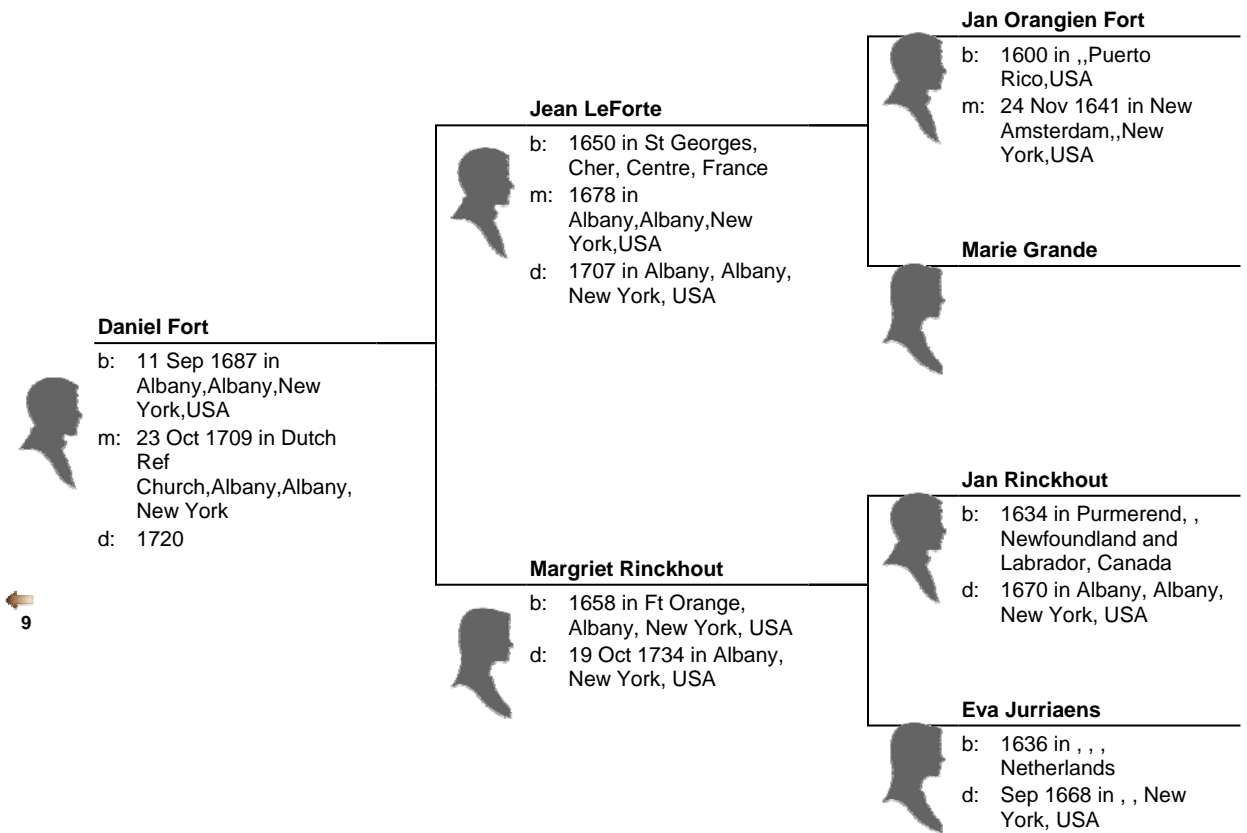 Jan Orangien Fort
b: 1600 in ,,Puerto
Rico,USA
m: 24 Nov 1641 in New
Amsterdam,,New
York,USA
Jean LeForte
b: 1650 in St Georges,
Cher, Centre, France
m: 1678 in
Albany,Albany,New
York,USA
d: 1707 in Albany, Albany,
New York, USA
Marie Grande
Daniel Fort
b: 11 Sep 1687 in
Albany,Albany,New
York,USA
m: 23 Oct 1709 in Dutch
Ref
Church,Albany,Albany,
New York
d: 1720
Jan Rinckhout
b: 1634 in Purmerend, ,
Newfoundland and
Labrador, Canada
d: 1670 in Albany, Albany,
New York, USA
Margriet Rinckhout
b: 1658 in Ft Orange,
Albany, New York, USA
d: 19 Oct 1734 in Albany,
New York, USA
9
Eva Jurriaens
b: 1636 in , , ,
Netherlands
d: Sep 1668 in , , New
York, USA